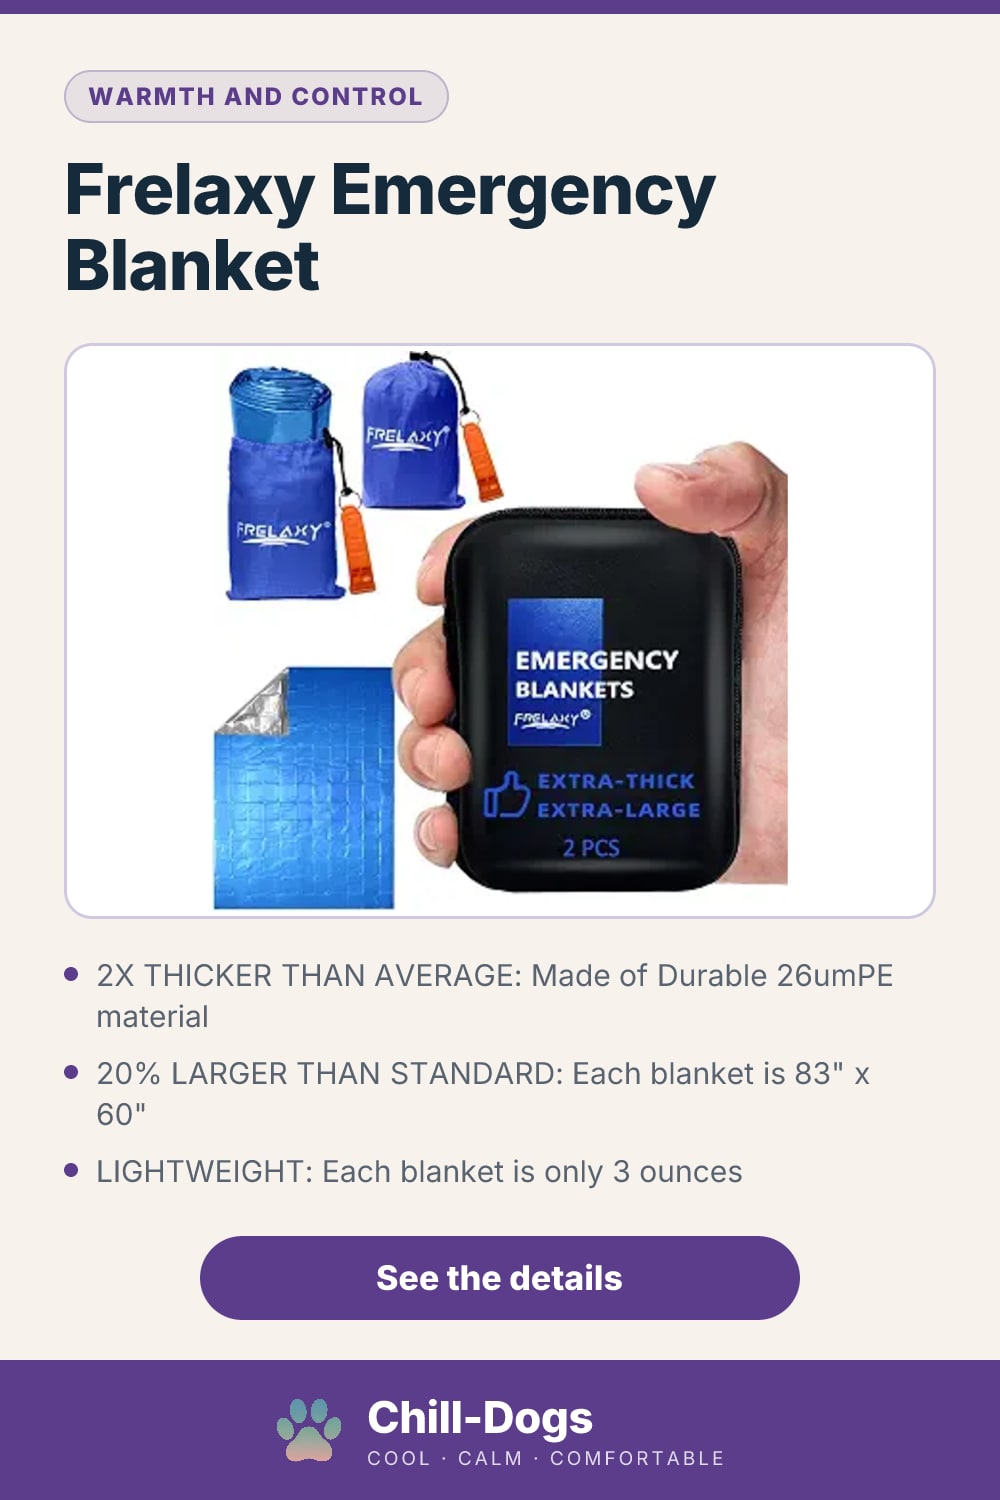 WARMTH AND CONTROL
Frelaxy Emergency
Blanket
FRELAXY®
FRELAXY®
EMERGENCY
BLANKETS
FRELAXY®
EXTRA-THICK
EXTRA-LARGE
2 PCS
2X THICKER THAN AVERAGE: Made of Durable 26umPE
material
20% LARGER THAN STANDARD: Each blanket is 83" x
60"
LIGHTWEIGHT: Each blanket is only 3 ounces
See the details
Chill-Dogs
COOL · CALM · COMFORTABLE